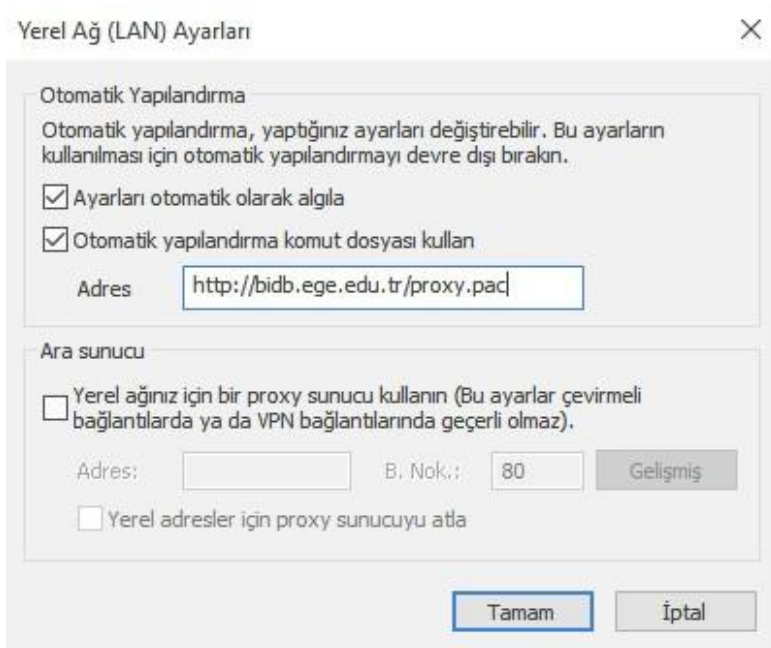 Yerel Ağ (LAN) Ayarları
Otomatik Yapılandırma
Otomatik yapılandırma, yaptığınız ayarları değiştirebilir. Bu ayarların
kullanılması için otomatik yapılandırmayı devre dışı bırakın.
Ayarları otomatik olarak algıla
Otomatik yapılandırma komut dosyası kullan
Adres http://bidb.ege.edu.tr/proxy.pac
Ara sunucu
Yerel ağınız için bir proxy sunucu kullanın (Bu ayarlar çevirmeli
bağlantılarda ya da VPN bağlantılarında geçerli olmaz).
Adres: B. Nok.: 80 Gelişmiş
Yerel adresler için proxy sunucuyu atla
Tamam İptal